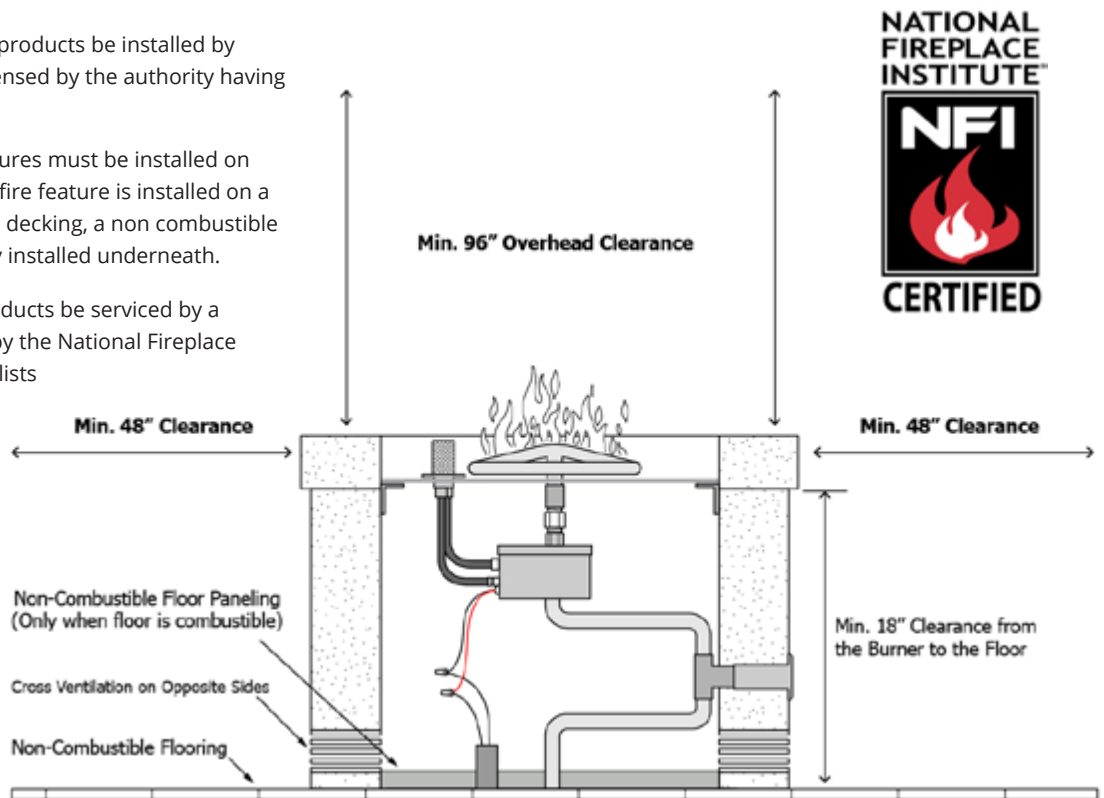 products be installed by
ensed by the authority having
ures must be installed on
fire feature is installed on a
decking, a non combustible
installed underneath.
ducts be serviced by a
by the National Fireplace
lists
NATIONAL
FIREPLACE
INSTITUTE
NFI
CERTIFIED
Min. 96" Overhead Clearance
Min. 48" Clearance
Min. 48" Clearance
Non-Combustible Floor Paneling
(Only when floor is combustible)
Cross Ventilation on Opposite Sides
Non-Combustible Flooring
Min. 18" Clearance from
the Burner to the Floor